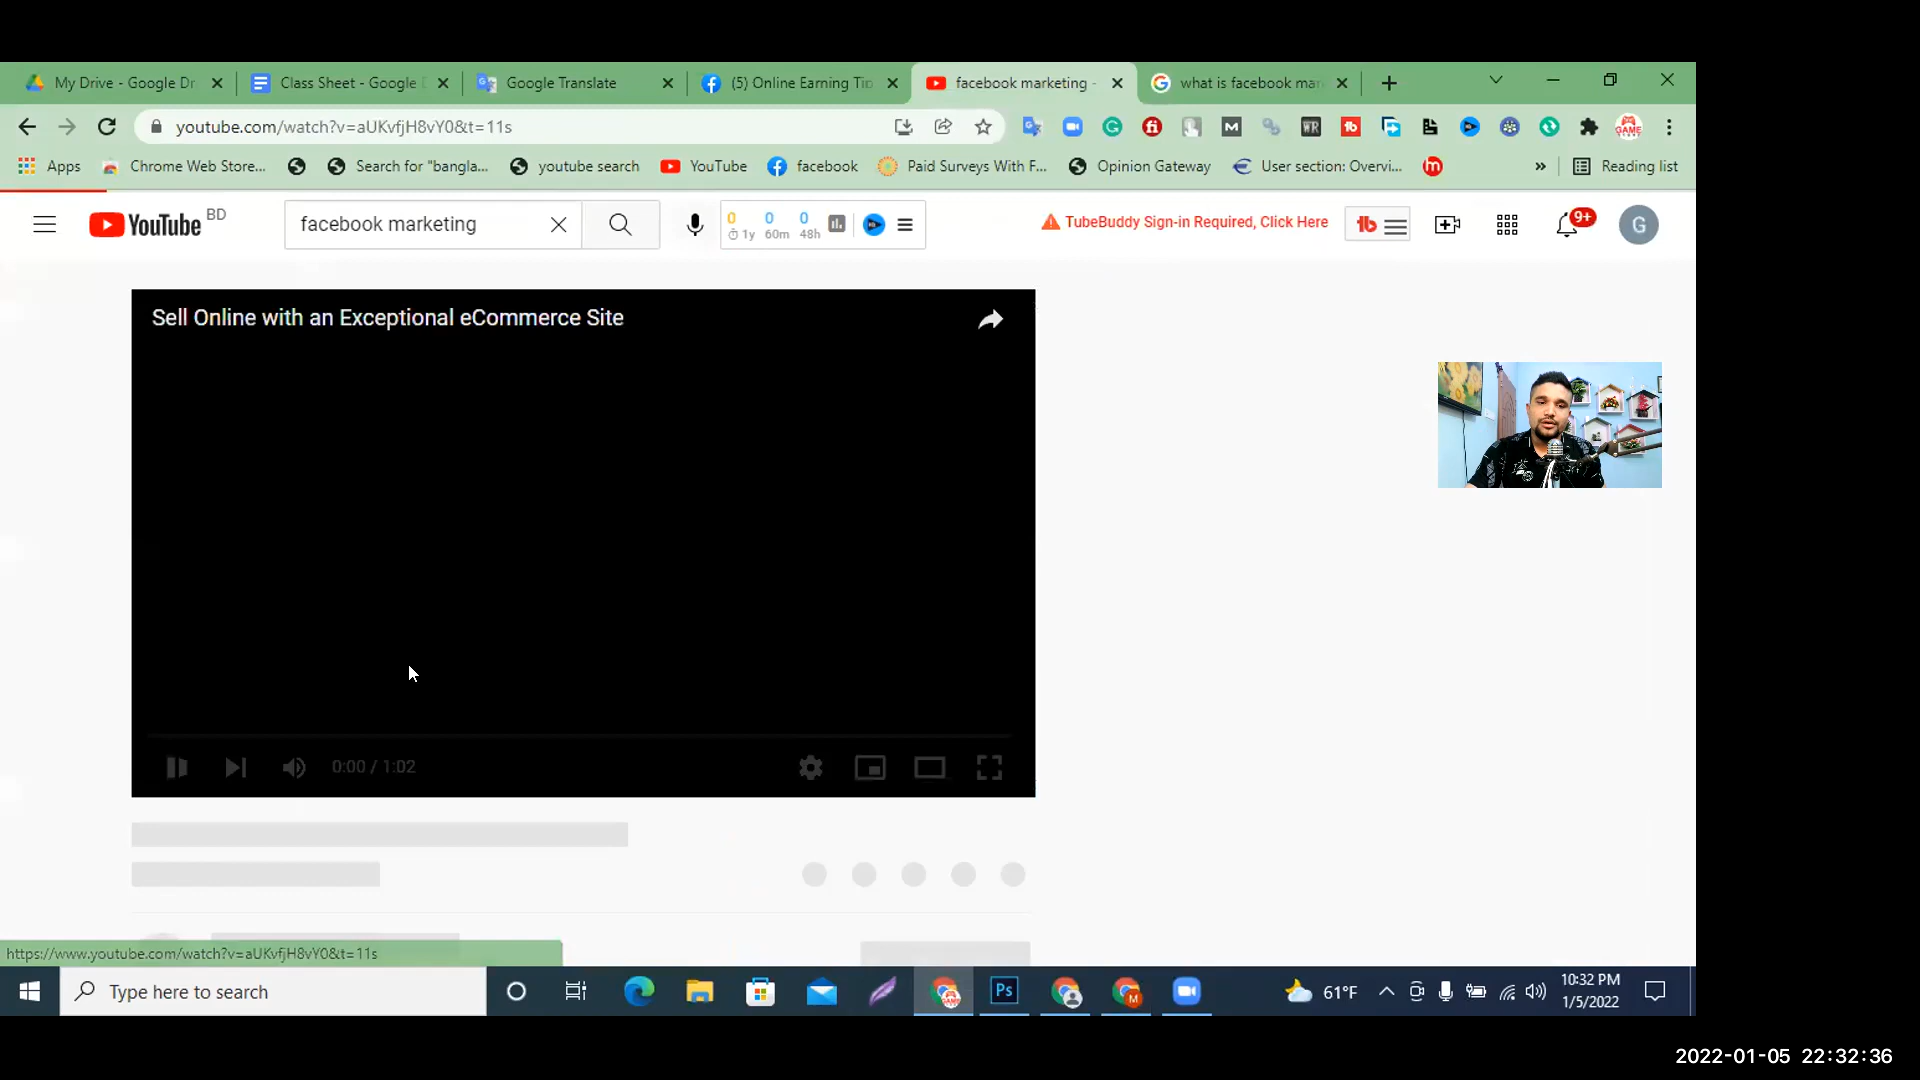 My Drive - Google Dr
Class Sheet - Google D
Google Translate
(5) Online Earning Tip
facebook marketing -
what is facebook mar
youtube.com/watch?v=aUKvfjH8vY0&t=11s
Apps
Chrome Web Store...
Search for "bangla...
youtube search
YouTube
facebook
Paid Surveys With F...
Opinion Gateway
User section: Overvi...
»
Reading list
YouTube BD
facebook marketing
0 0 0
1y 60m 48h
TubeBuddy Sign-in Required, Click Here
tb
9+
G
Sell Online with an Exceptional eCommerce Site
0:00 / 1:02
https://www.youtube.com/watch?v=aUKvfjH8vY0&t=11s
Type here to search
Ps
M
61°F
10:32 PM
1/5/2022
2022-01-05 22:32:36